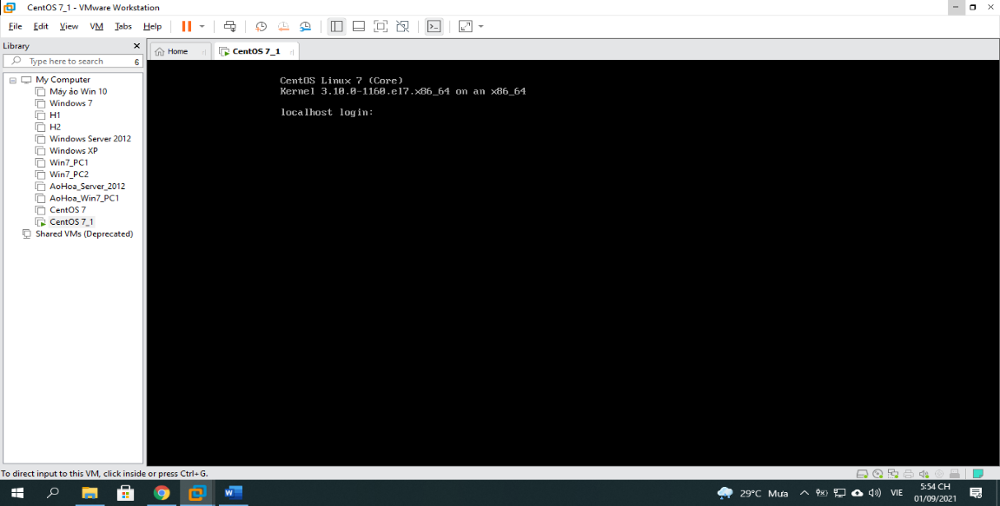 CentOS 7_1 - VMware Workstation
File Edit View VM Tabs Help
Library
Type here to search
Home
CentOS 7_1
My Computer
Máy ảo Win 10
Windows 7
H1
H2
Windows Server 2012
Windows XP
Win7_PC1
Win7_PC2
AoHoa_Server_2012
AoHoa_Win7_PC1
CentOS 7
CentOS 7_1
Shared VMs (Deprecated)
CentOS Linux 7 (Core)
Kernel 3.10.0-1160.el7.x86_64 on an x86_64
localhost login:
To direct input to this VM, click inside or press Ctrl+G.
29°C Mưa
VIE
5:54 CH
01/09/2021